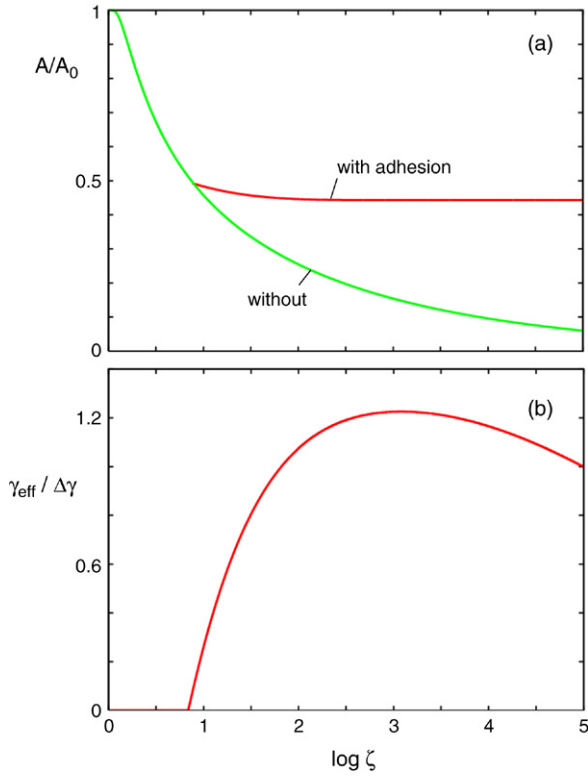 1
(a)
A/A₀
with adhesion
0.5
without
0
(b)
1.2
γeff / Δγ
0.6
0
0 1 2 3 4 5
log ζ